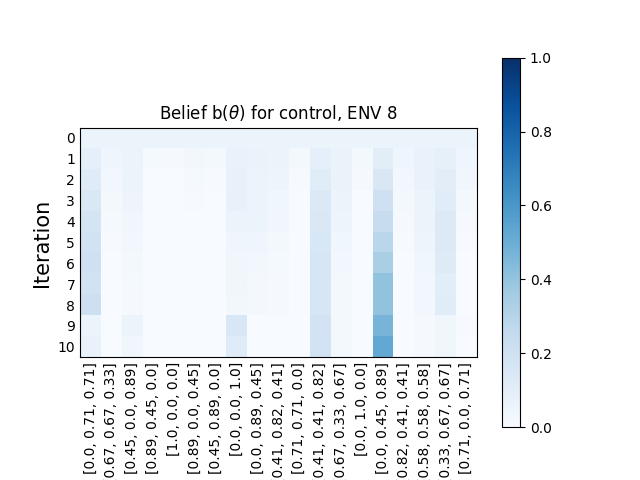 Belief b(θ) for control, ENV 8
Iteration
0
1
2
3
4
5
6
7
8
9
10
[0.0, 0.71, 0.71]
0.67, 0.67, 0.33]
[0.45, 0.0, 0.89]
[0.89, 0.45, 0.0]
[1.0, 0.0, 0.0]
[0.89, 0.0, 0.45]
[0.45, 0.89, 0.0]
[0.0, 0.0, 1.0]
[0.0, 0.89, 0.45]
0.41, 0.82, 0.41]
[0.71, 0.71, 0.0]
0.41, 0.41, 0.82]
0.67, 0.33, 0.67]
[0.0, 1.0, 0.0]
[0.0, 0.45, 0.89]
0.82, 0.41, 0.41]
0.58, 0.58, 0.58]
0.33, 0.67, 0.67]
[0.71, 0.0, 0.71]
1.0
0.8
0.6
0.4
0.2
0.0